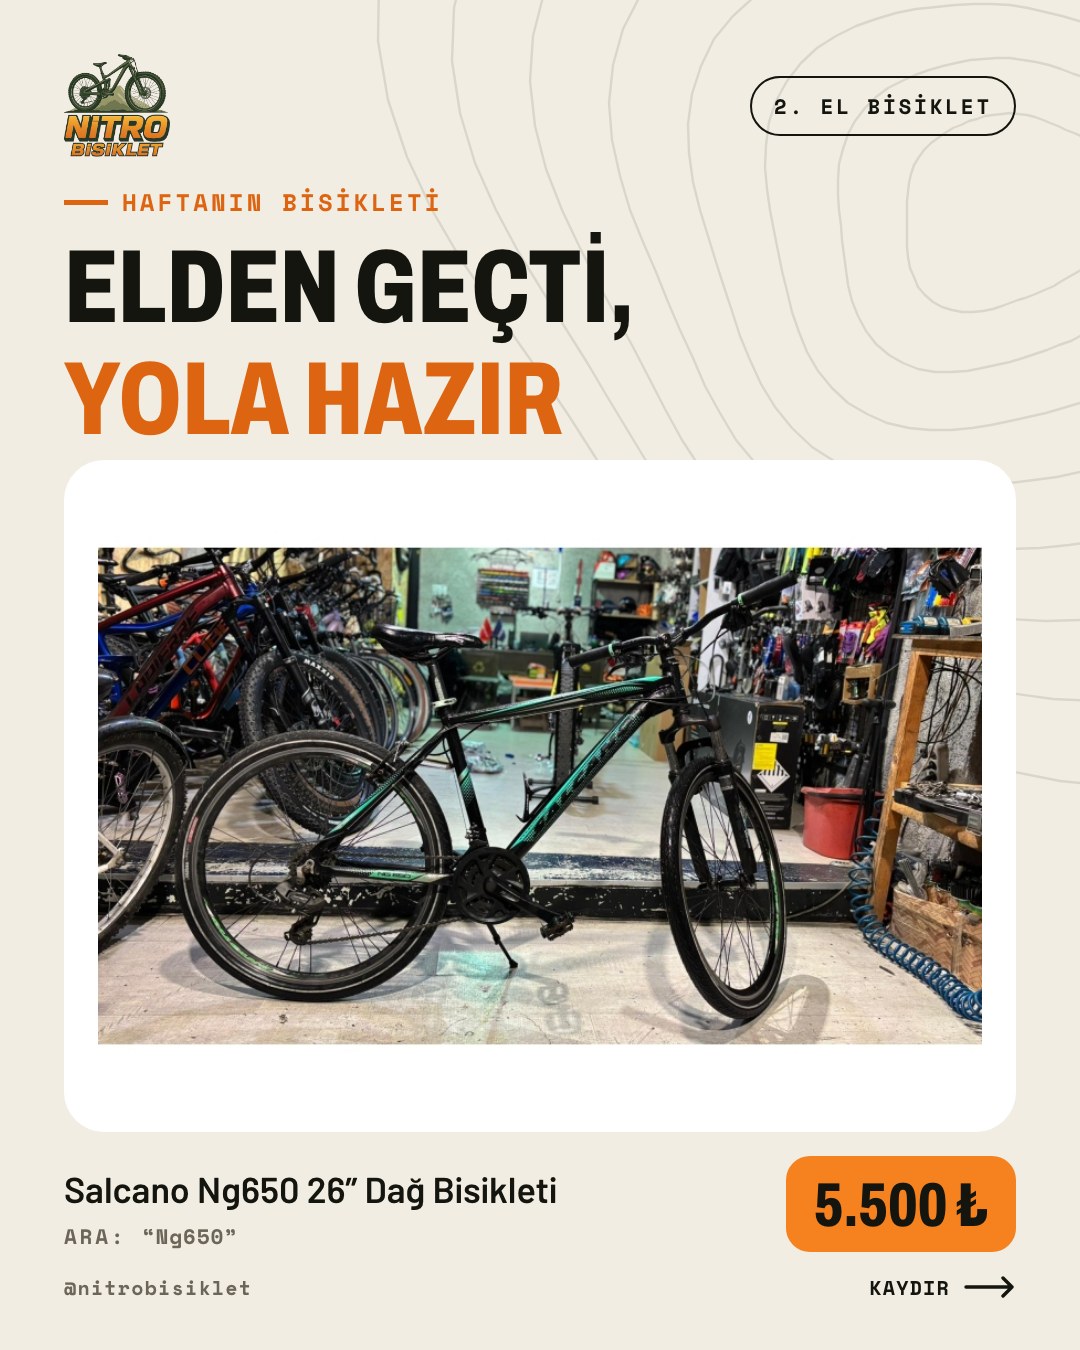 NiTRO
BISIKLET
2. EL BİSİKLET
HAFTANIN BİSİKLETİ
ELDEN GEÇTİ,
YOLA HAZIR
Salcano Ng650 26” Dağ Bisikleti
5.500 ₺
ARA: “Ng650”
@nitrobisiklet
KAYDIR